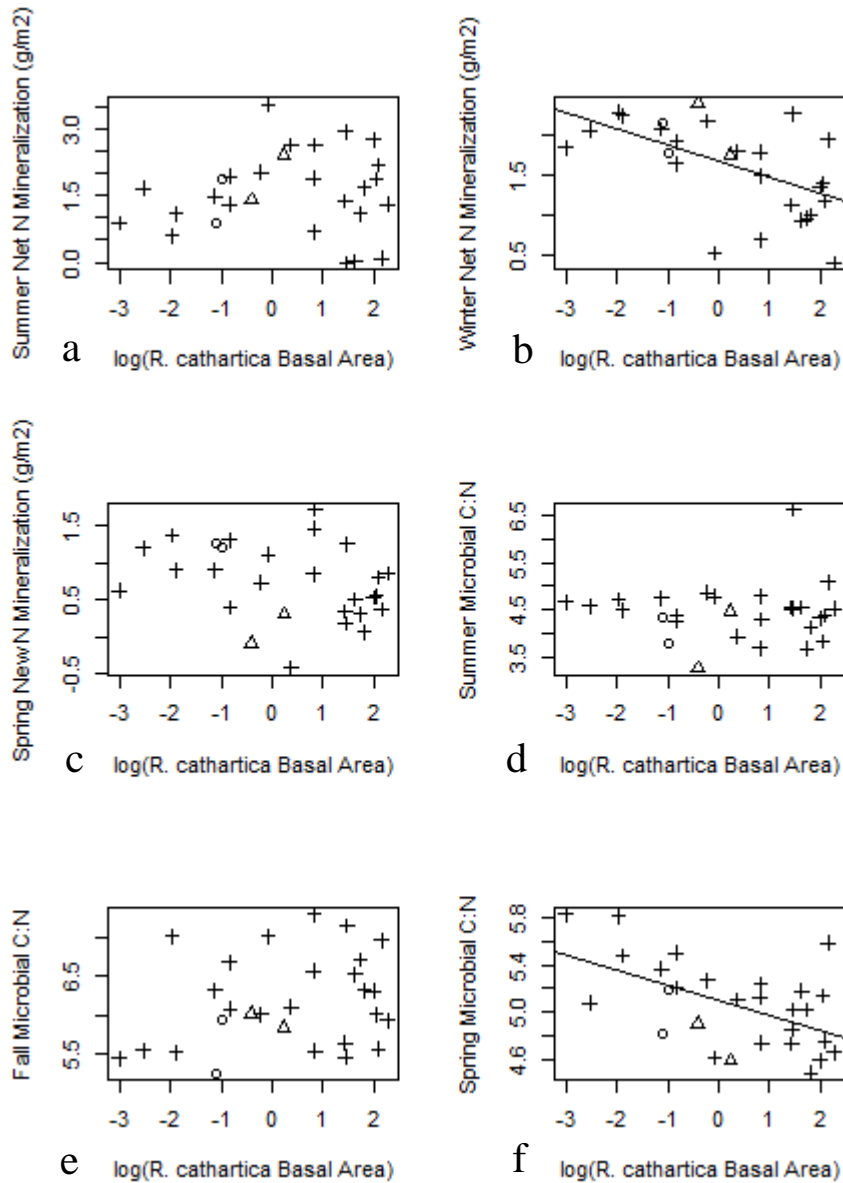 Summer Net N Mineralization (g/m2)
0.0 1.5 3.0
-3 -2 -1 0 1 2
a log(R. cathartica Basal Area)
Winter Net N Mineralization (g/m2)
0.5 1.5
-3 -2 -1 0 1 2
b log(R. cathartica Basal Area)
Spring New N Mineralization (g/m2)
-0.5 0.5 1.5
-3 -2 -1 0 1 2
c log(R. cathartica Basal Area)
Summer Microbial C:N
3.5 4.5 5.5 6.5
-3 -2 -1 0 1 2
d log(R. cathartica Basal Area)
Fall Microbial C:N
5.5 6.5
-3 -2 -1 0 1 2
e log(R. cathartica Basal Area)
Spring Microbial C:N
4.6 5.0 5.4 5.8
-3 -2 -1 0 1 2
f log(R. cathartica Basal Area)